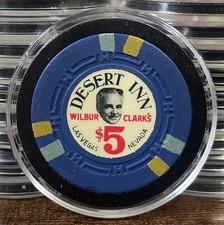 DESERT INN
WILBUR CLARK'S
$5
LAS VEGAS NEVADA